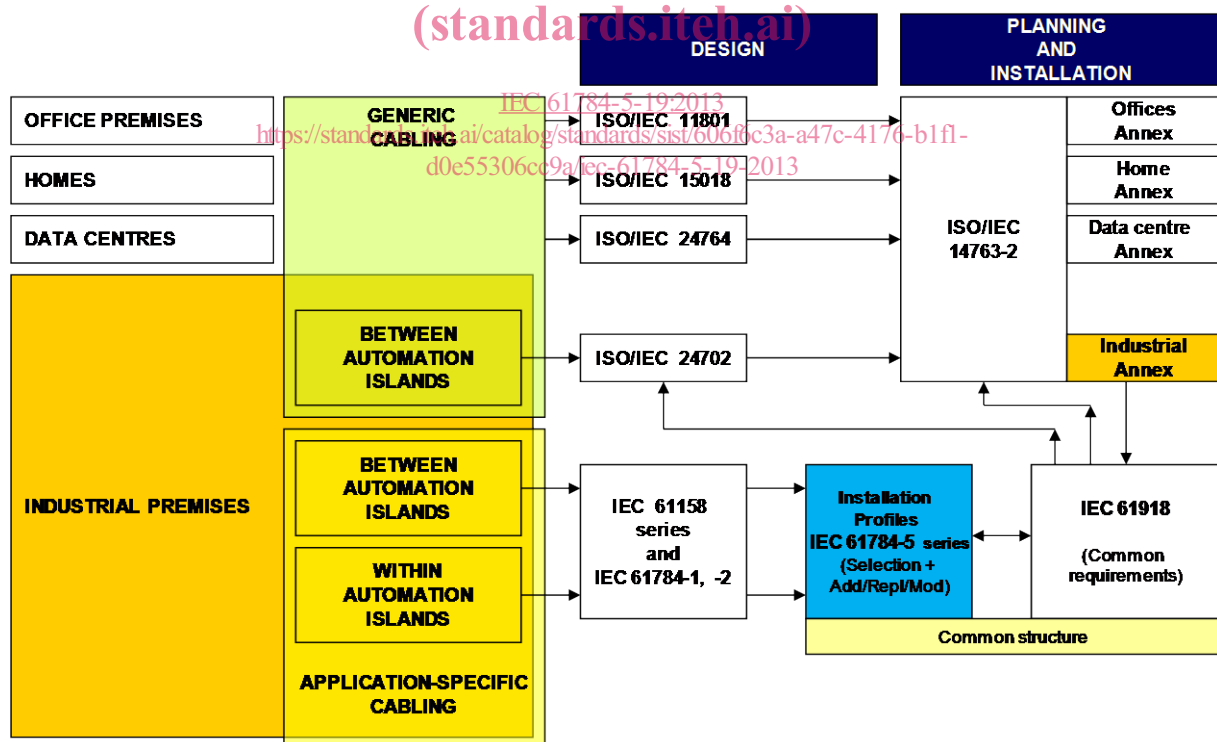 (standards.iteh.ai)
DESIGN
PLANNING
AND
INSTALLATION
IEC 61784-5-19:2013
https://standards.iteh.ai/catalog/standards/sist/606f6c3a-a47c-4176-b1f1-
d0e55306cc9a/iec-61784-5-19-2013
OFFICE PREMISES
HOMES
DATA CENTRES
INDUSTRIAL PREMISES
GENERIC
CABLING
BETWEEN
AUTOMATION
ISLANDS
BETWEEN
AUTOMATION
ISLANDS
WITHIN
AUTOMATION
ISLANDS
APPLICATION-SPECIFIC
CABLING
ISO/IEC 11801
ISO/IEC 15018
ISO/IEC 24764
ISO/IEC 24702
IEC 61158
series
and
IEC 61784-1, -2
ISO/IEC
14763-2
Offices
Annex
Home
Annex
Data centre
Annex
Industrial
Annex
Installation
Profiles
IEC 61784-5 series
(Selection +
Add/Repl/Mod)
IEC 61918
(Common
requirements)
Common structure